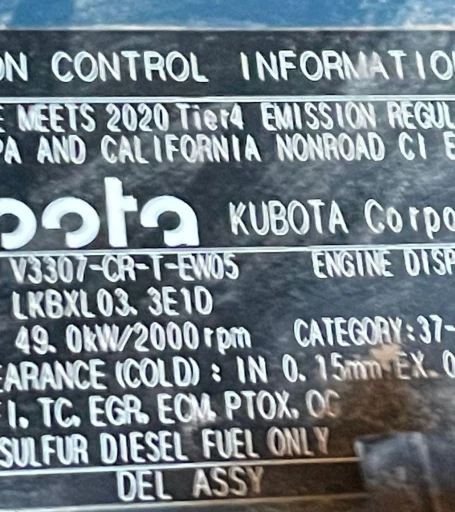 ON CONTROL INFORMATIO
E MEETS 2020 Tier4 EMISSION REGUL
PA AND CALIFORNIA NONROAD CI E
bota KUBOTA Corpo
V3307-CR-T-EW05 ENGINE DISP
LKBXL03.3E1D
49.0kW/2000rpm CATEGORY:37-
EARANCE (COLD) : IN 0.15mm EX.0
I. TC. EGR. ECM. PTOX. OC
SULFUR DIESEL FUEL ONLY
DEL ASSY